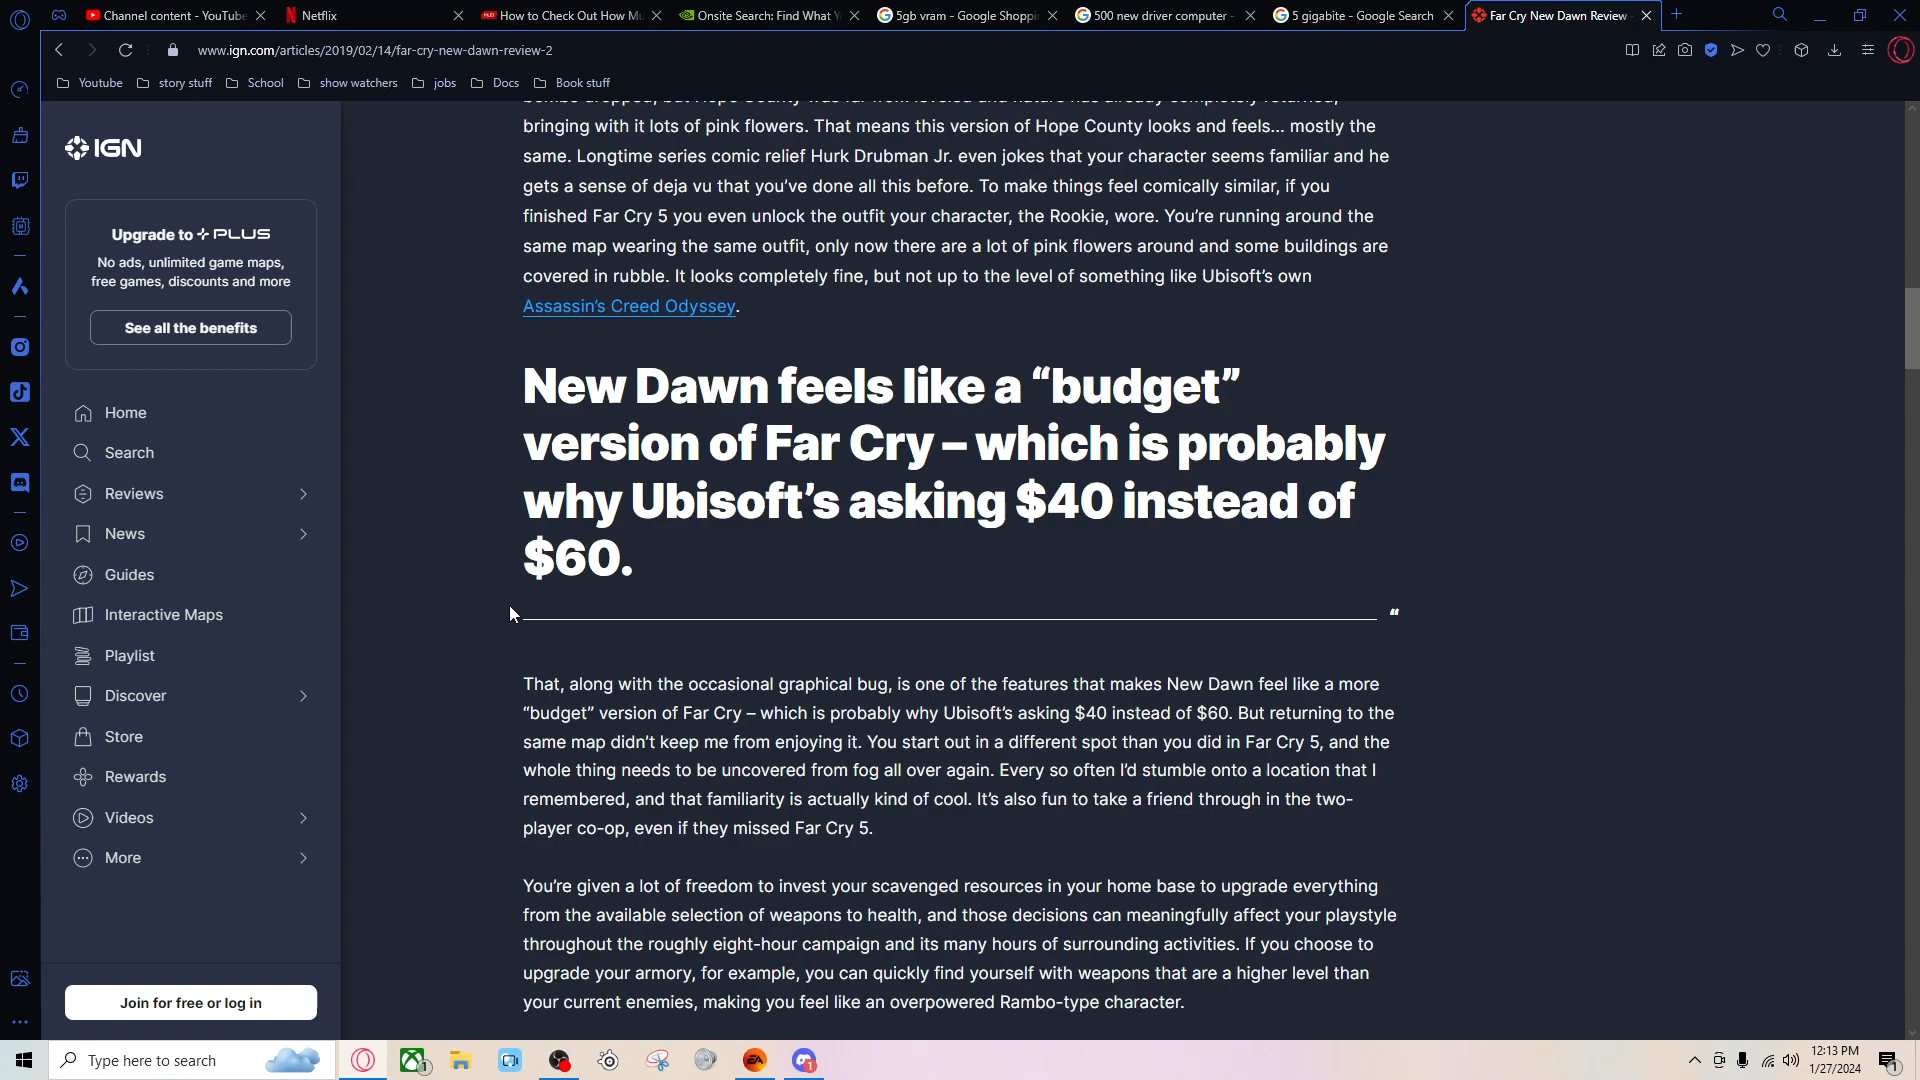 Channel content - YouTube
Netflix
How to Check Out How Mu
Onsite Search: Find What Y
5gb vram - Google Shoppi
500 new driver computer -
5 gigabite - Google Search
Far Cry New Dawn Review -
www.ign.com/articles/2019/02/14/far-cry-new-dawn-review-2
Youtube
story stuff
School
show watchers
jobs
Docs
Book stuff
IGN
Upgrade to PLUS
No ads, unlimited game maps,
free games, discounts and more
See all the benefits
Home
Search
Reviews
News
Guides
Interactive Maps
Playlist
Discover
Store
Rewards
Videos
More
Join for free or log in
bombs dropped, but Hope County was far from leveled and nature has already completely returned,
bringing with it lots of pink flowers. That means this version of Hope County looks and feels... mostly the
same. Longtime series comic relief Hurk Drubman Jr. even jokes that your character seems familiar and he
gets a sense of deja vu that you’ve done all this before. To make things feel comically similar, if you
finished Far Cry 5 you even unlock the outfit your character, the Rookie, wore. You’re running around the
same map wearing the same outfit, only now there are a lot of pink flowers around and some buildings are
covered in rubble. It looks completely fine, but not up to the level of something like Ubisoft’s own
Assassin’s Creed Odyssey.
New Dawn feels like a “budget”
version of Far Cry – which is probably
why Ubisoft’s asking $40 instead of
$60.
“
That, along with the occasional graphical bug, is one of the features that makes New Dawn feel like a more
“budget” version of Far Cry – which is probably why Ubisoft’s asking $40 instead of $60. But returning to the
same map didn’t keep me from enjoying it. You start out in a different spot than you did in Far Cry 5, and the
whole thing needs to be uncovered from fog all over again. Every so often I’d stumble onto a location that I
remembered, and that familiarity is actually kind of cool. It’s also fun to take a friend through in the two-
player co-op, even if they missed Far Cry 5.
You’re given a lot of freedom to invest your scavenged resources in your home base to upgrade everything
from the available selection of weapons to health, and those decisions can meaningfully affect your playstyle
throughout the roughly eight-hour campaign and its many hours of surrounding activities. If you choose to
upgrade your armory, for example, you can quickly find yourself with weapons that are a higher level than
your current enemies, making you feel like an overpowered Rambo-type character.
Type here to search
12:13 PM
1/27/2024